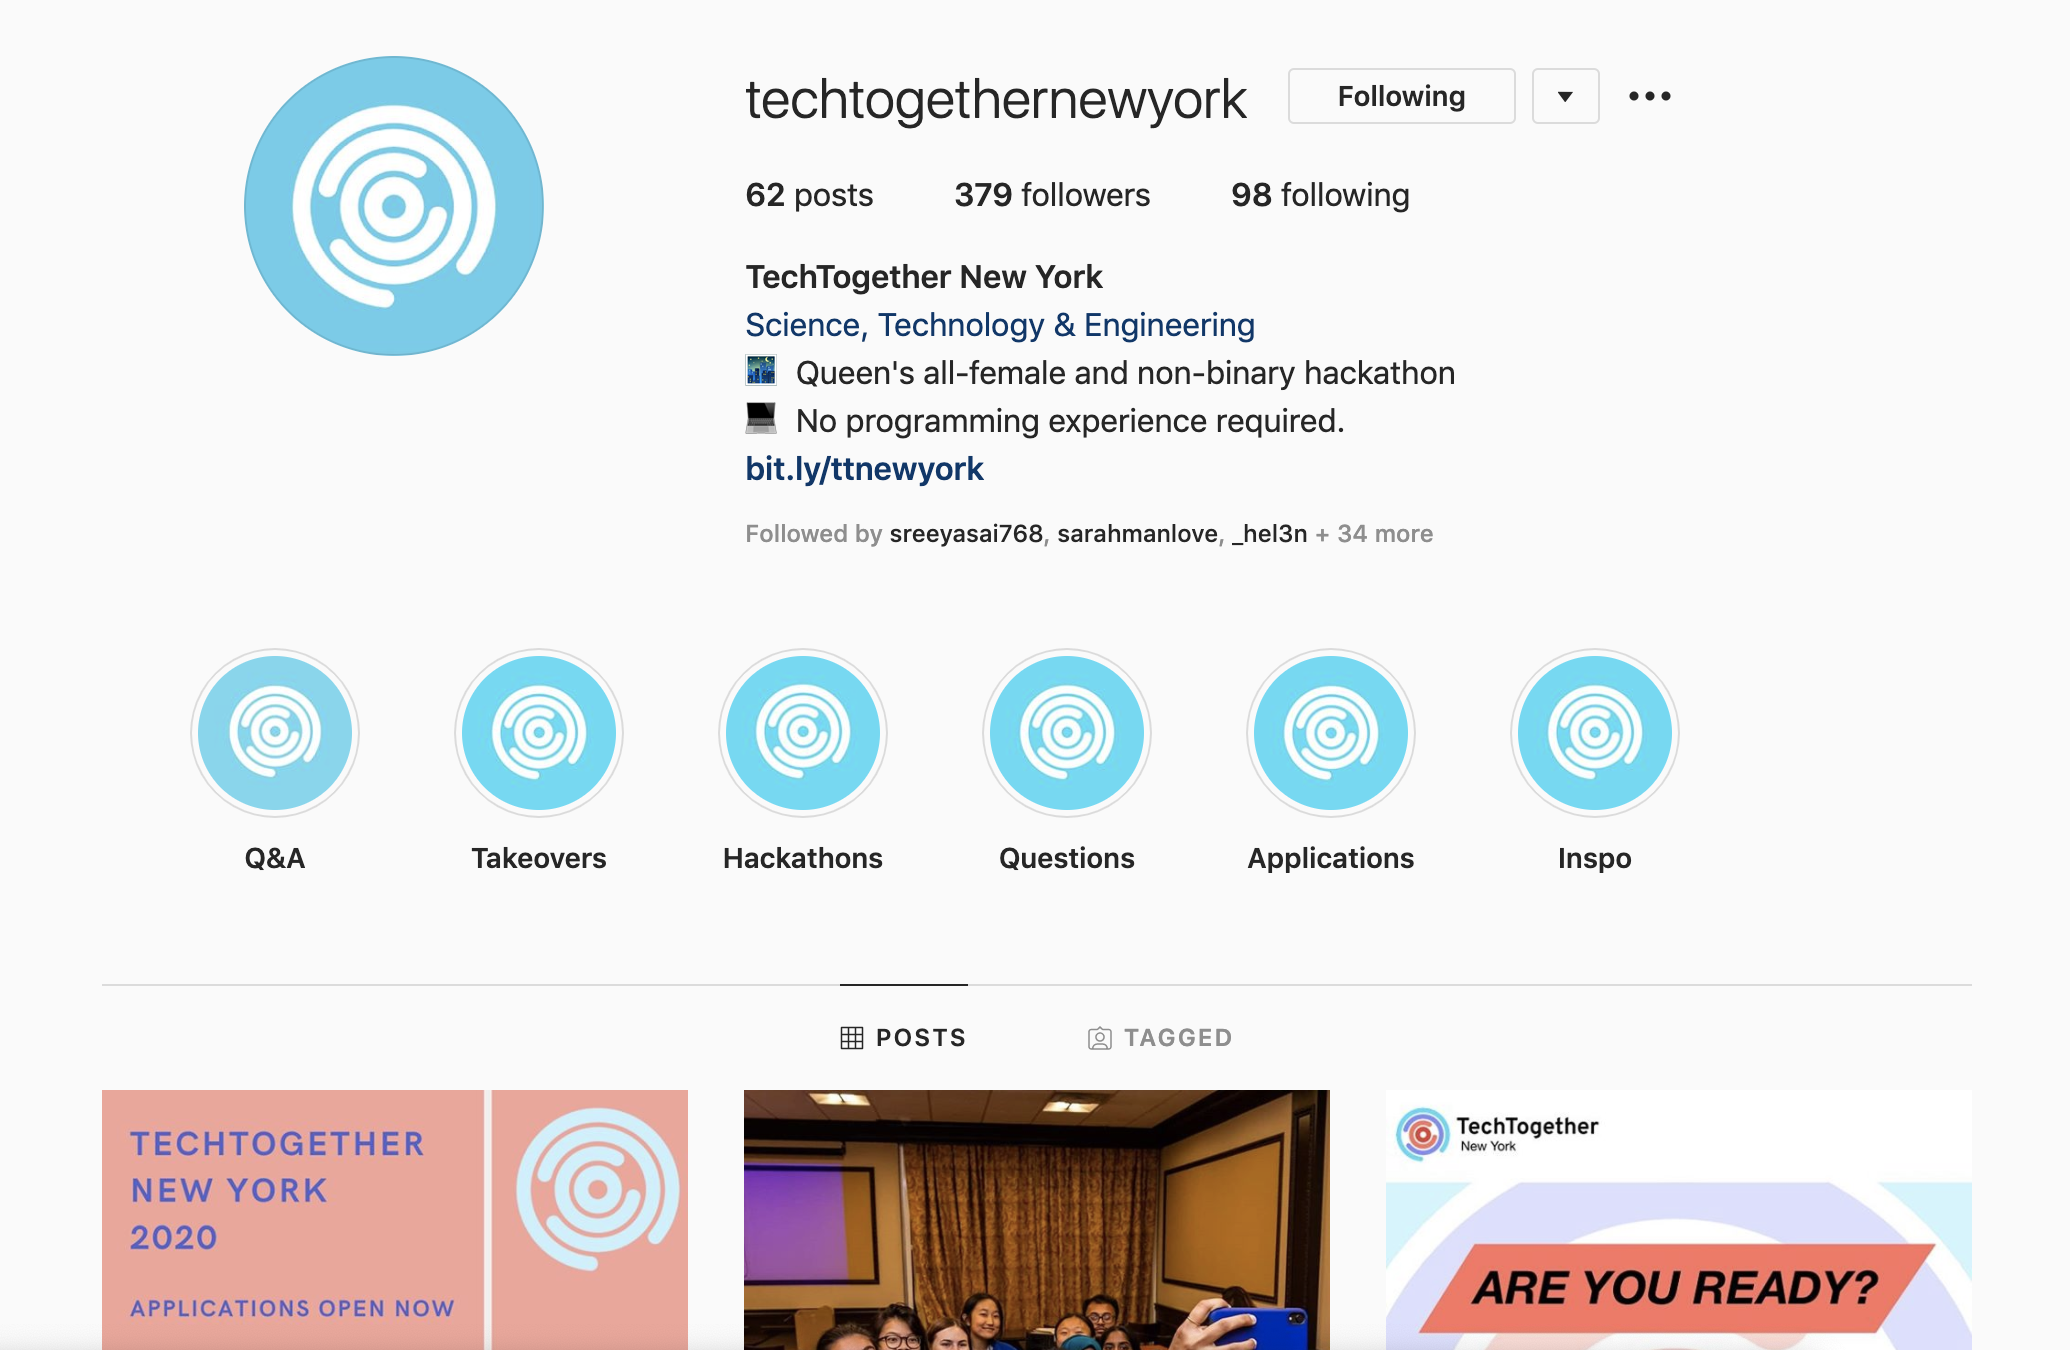 techtogethernewyork
Following
62 posts 379 followers 98 following
TechTogether New York
Science, Technology & Engineering
Queen's all-female and non-binary hackathon
No programming experience required.
bit.ly/ttnewyork
Followed by sreeyasai768, sarahmanlove, _hel3n + 34 more
Q&A Takeovers Hackathons Questions Applications Inspo
POSTS TAGGED
TECHTOGETHER
NEW YORK
2020
APPLICATIONS OPEN NOW
TechTogether
New York
ARE YOU READY?